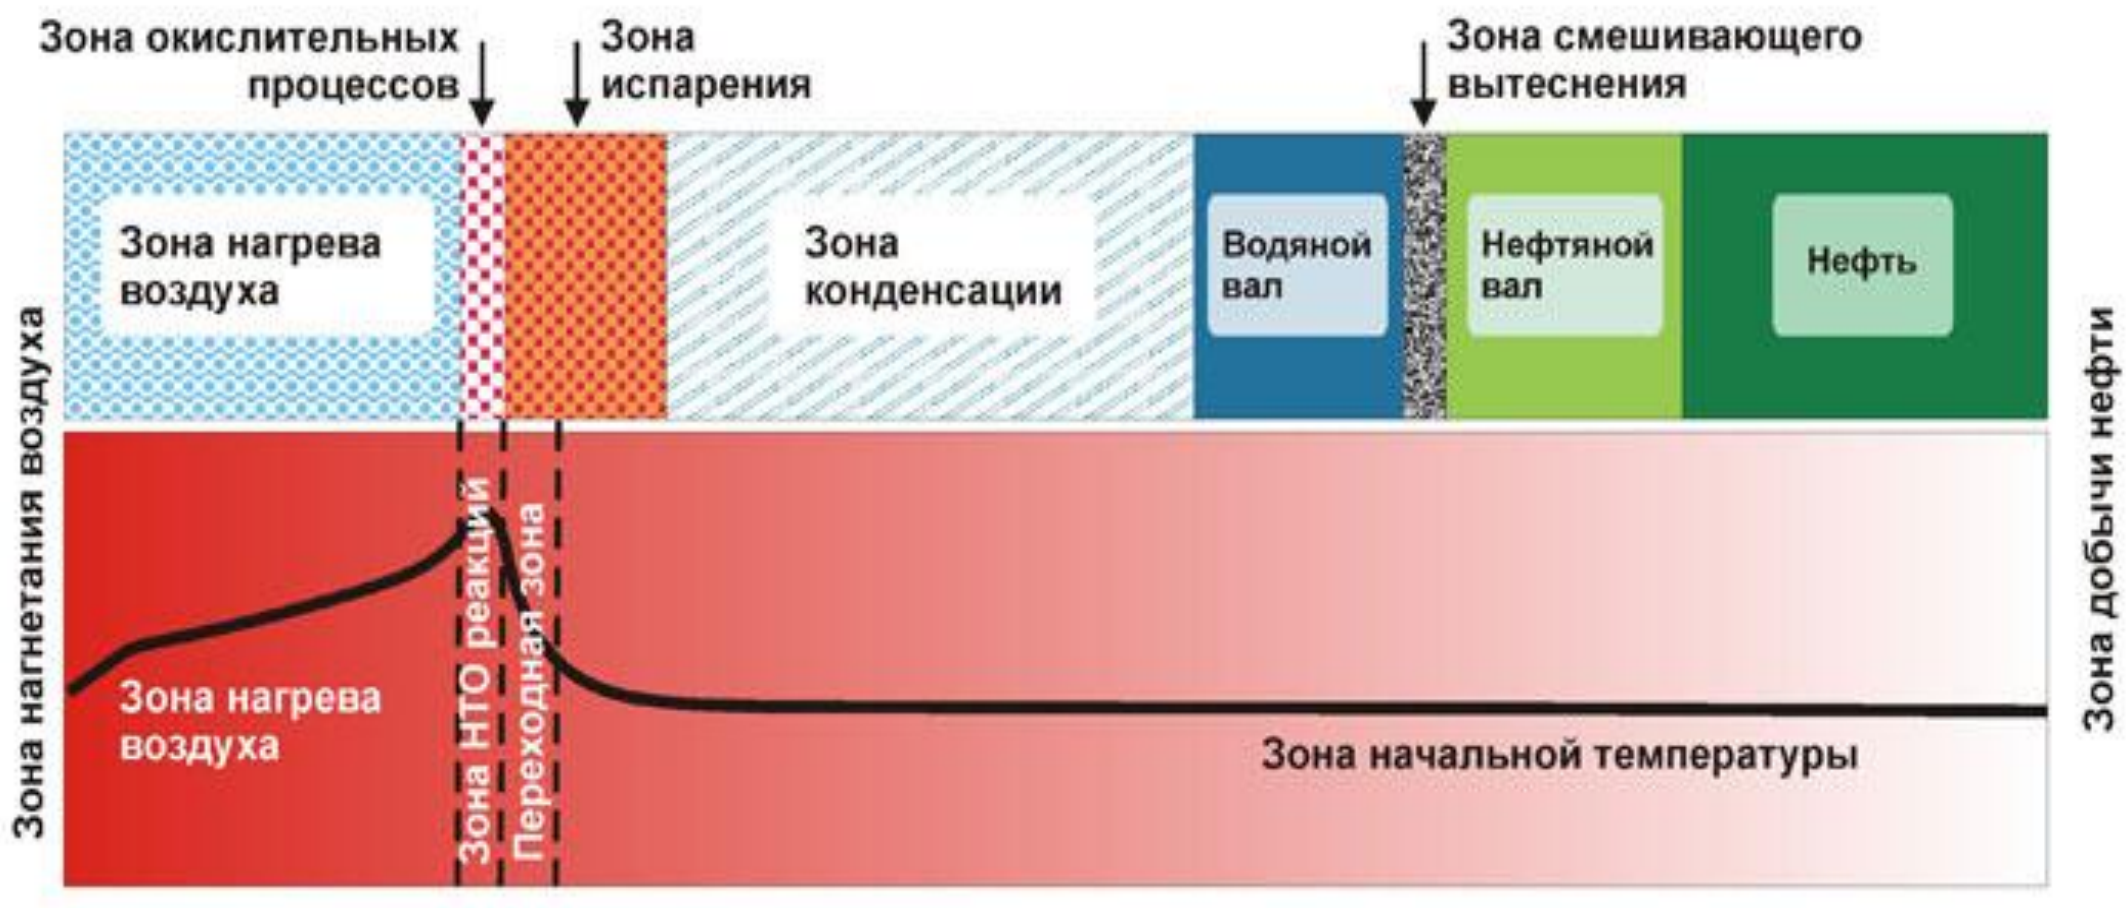 Зона окислительных
процессов
Зона
испарения
Зона смешивающего
вытеснения
Зона нагрева
воздуха
Зона
конденсации
Водяной
вал
Нефтяной
вал
Нефть
Зона нагнетания воздуха
Зона добычи нефти
Зона нагрева
воздуха
Зона НТО реакций
Переходная зона
Зона начальной температуры